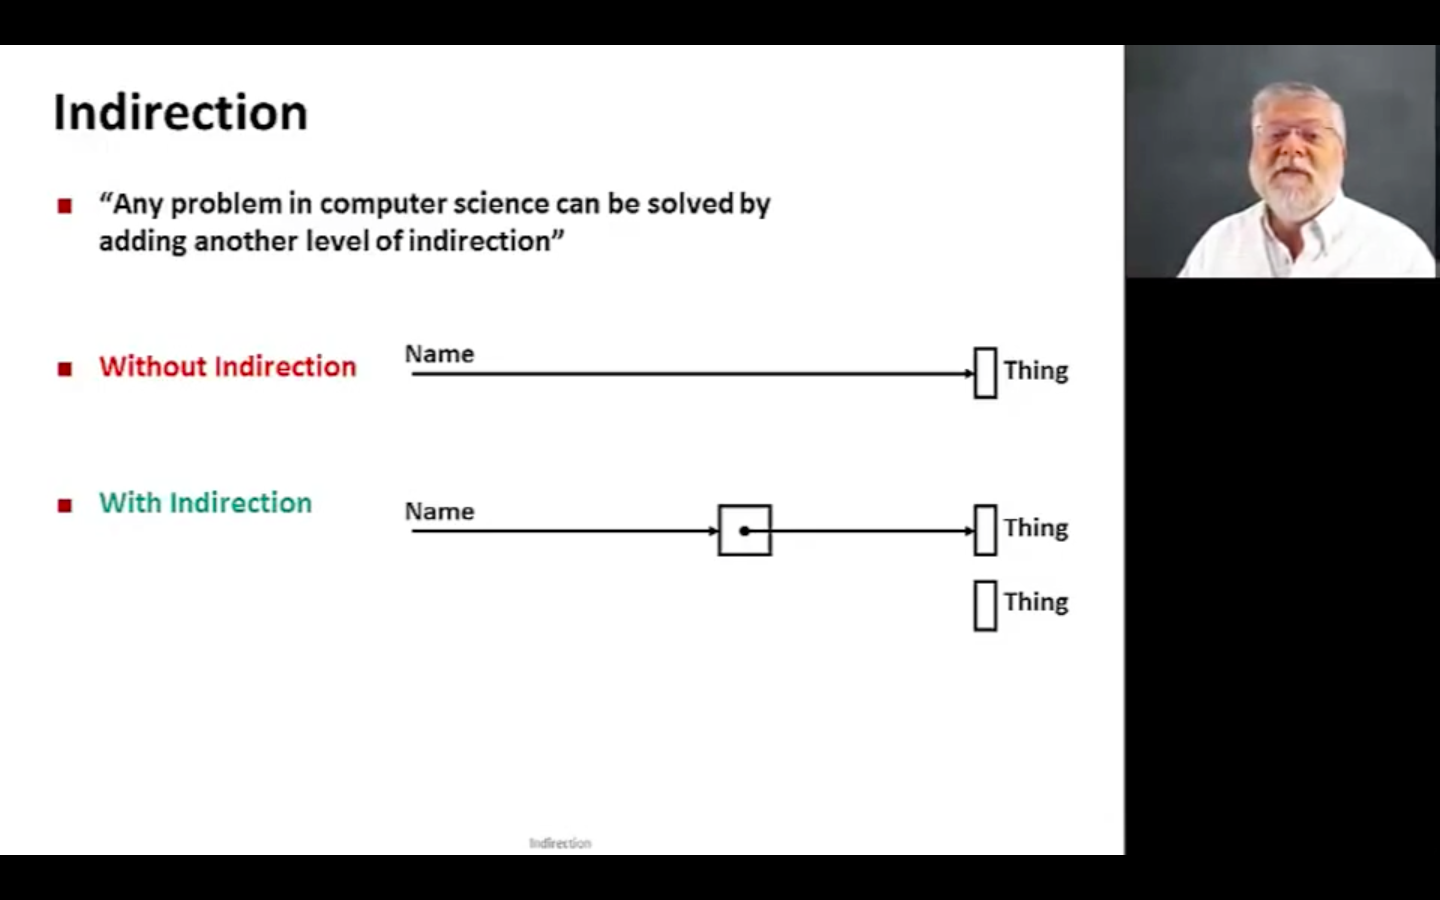 Indirection
“Any problem in computer science can be solved by
adding another level of indirection”
Without Indirection
Name
Thing
With Indirection
Name
Thing
Thing
Indirection